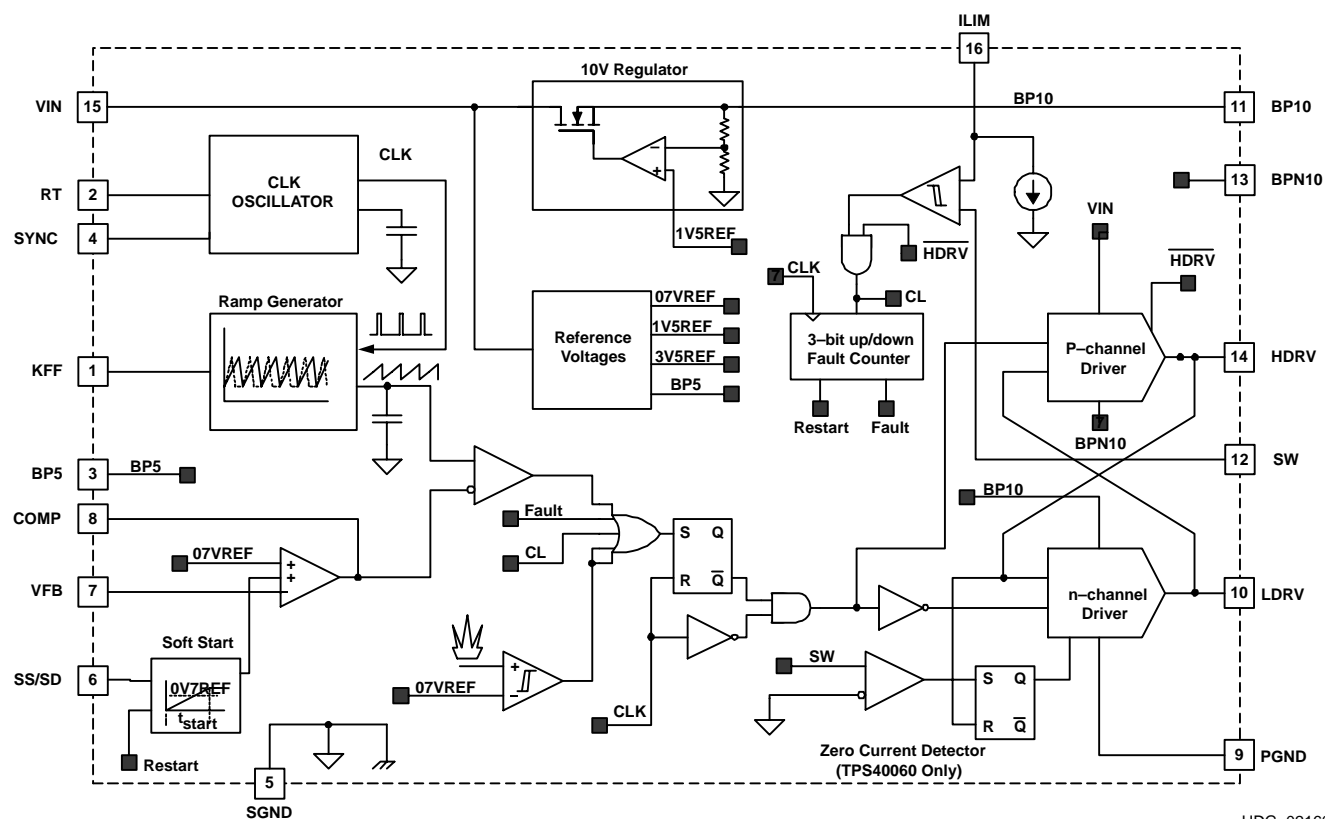 ILIM
16
10V Regulator
VIN
15
BP10
11
BP10
CLK
CLK
OSCILLATOR
RT
2
SYNC
4
13
BPN10
VIN
1V5REF
HDRV
HDRV
7
CLK
CL
Ramp Generator
KFF
1
Reference
Voltages
07VREF
1V5REF
3V5REF
BP5
3–bit up/down
Fault Counter
Restart
Fault
P–channel
Driver
14
HDRV
7
BPN10
BP5
3
BP5
12
SW
COMP
8
BP10
Fault
CL
S
Q
R
Q
07VREF
+
+
–
VFB
7
n–channel
Driver
10
LDRV
Soft Start
SS/SD
6
0V7REF
tstart
+
–
07VREF
SW
S
Q
R
Q
CLK
Restart
5
SGND
Zero Current Detector
(TPS40060 Only)
9
PGND
–
+